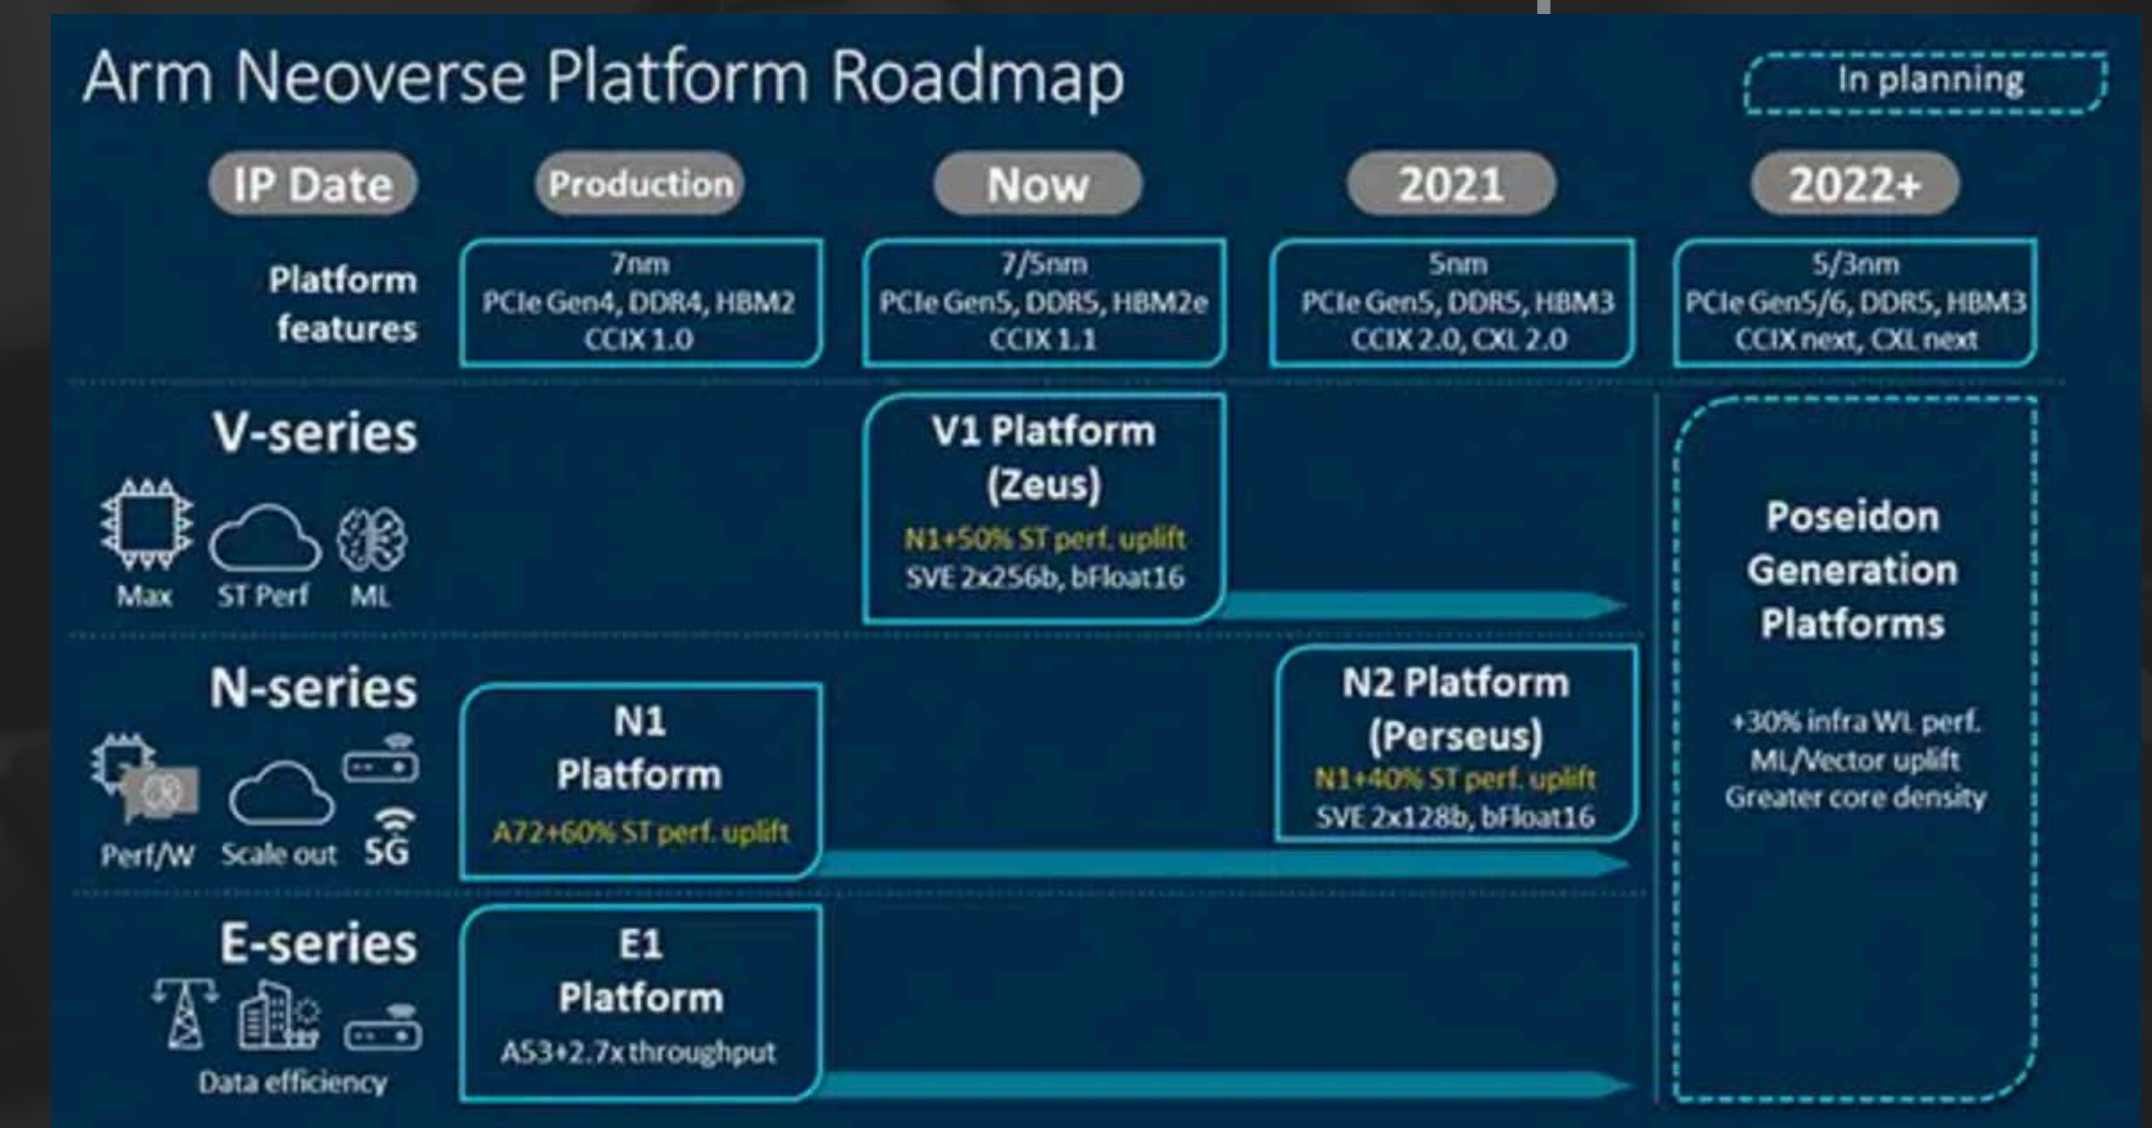 Arm Neoverse Platform Roadmap
In planning
IP Date
Production
Now
2021
2022+
Platform
features
7nm
PCIe Gen4, DDR4, HBM2
CCIX 1.0
7/5nm
PCIe Gen5, DDR5, HBM2e
CCIX 1.1
5nm
PCIe Gen5, DDR5, HBM3
CCIX 2.0, CXL 2.0
5/3nm
PCIe Gen5/6, DDR5, HBM3
CCIX next, CXL next
V-series
Max
ST Perf
ML
V1 Platform
(Zeus)
N1+50% ST perf. uplift
SVE 2x256b, bFloat16
Poseidon
Generation
Platforms
+30% infra WL perf.
ML/Vector uplift
Greater core density
N-series
Perf/W
Scale out
5G
N1
Platform
A72+60% ST perf. uplift
N2 Platform
(Perseus)
N1+40% ST perf. uplift
SVE 2x128b, bFloat16
E-series
Data efficiency
E1
Platform
A53+2.7x throughput